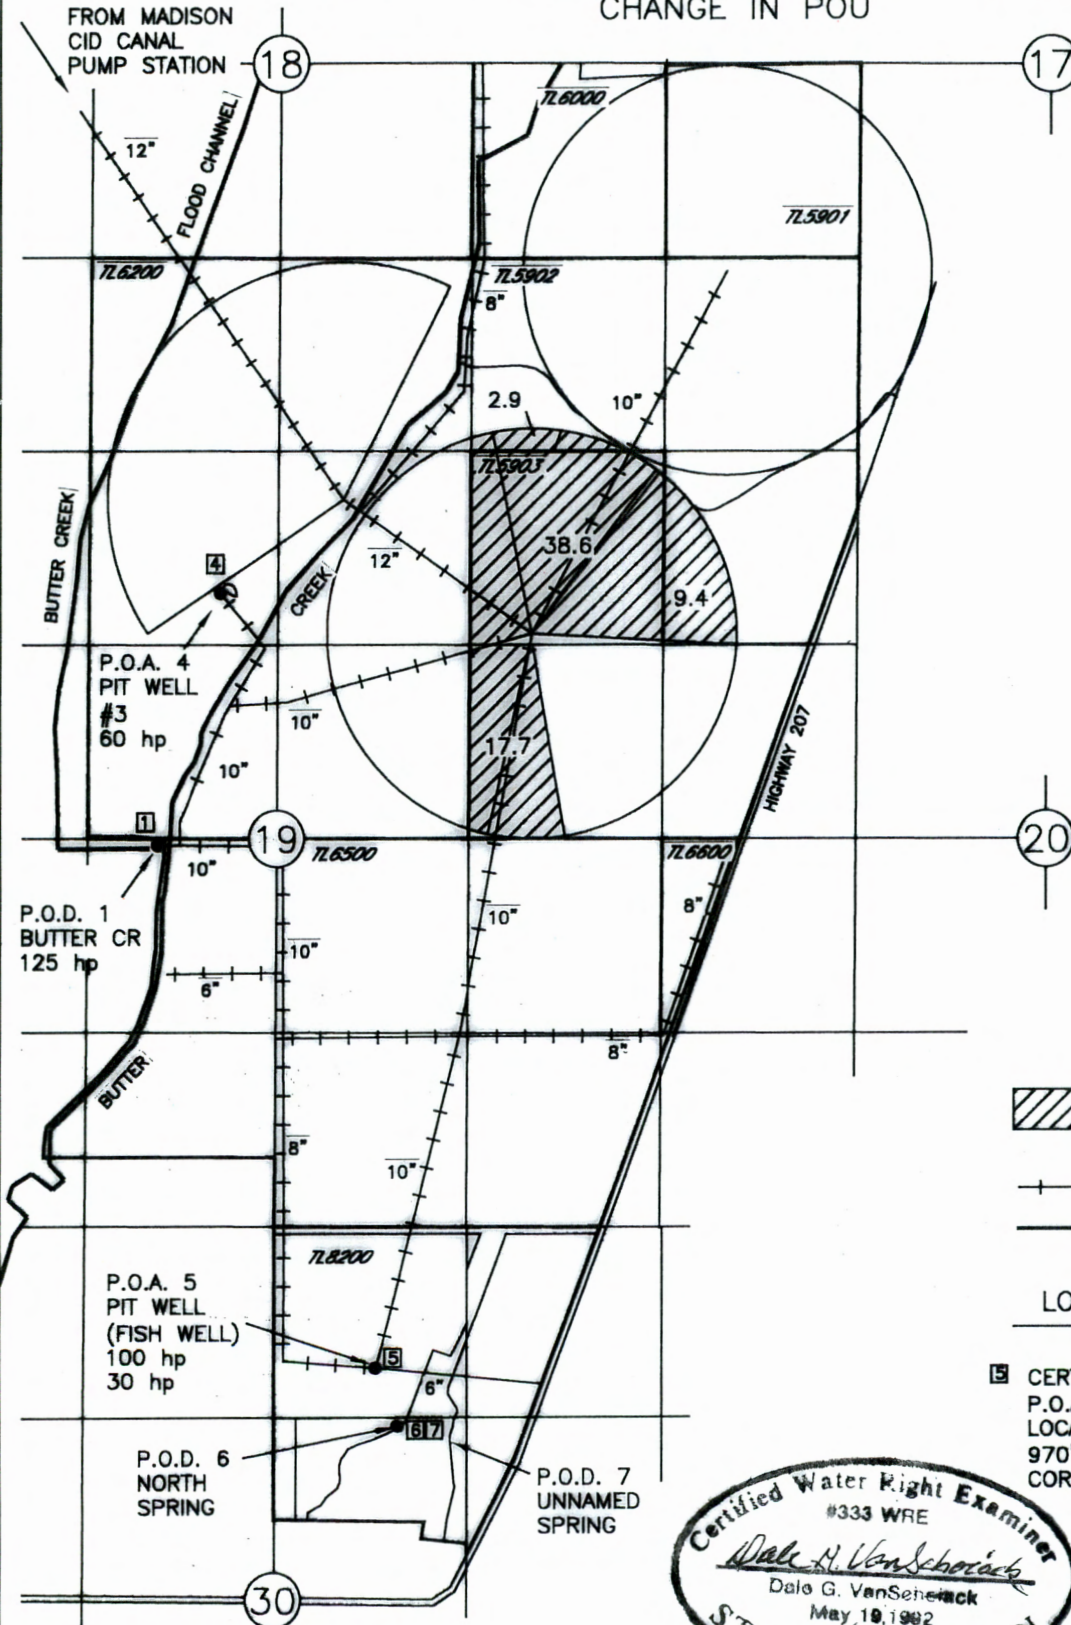 CHANGE IN POU
FROM MADISON
CID CANAL
PUMP STATION
18
17
TL6000
12"
FLOOD CHANNEL
TL5901
TL6200
TL5902
8"
2.9
10"
TL5903
BUTTER CREEK
38.6
12"
4
9.4
CREEK
P.O.A. 4
PIT WELL
#3
60 hp
10"
17.7
HIGHWAY 207
10"
1
19
20
TL6500
TL6600
10"
P.O.D. 1
BUTTER CR
125 hp
8"
10"
10"
6"
8"
BUTTER
8"
10"
TL8200
P.O.A. 5
PIT WELL
(FISH WELL)
100 hp
30 hp
LO
5
6"
5 CER
P.O.
LOC
970
COR
6 7
P.O.D. 6
NORTH
SPRING
P.O.D. 7
UNNAMED
SPRING
Certified Water Right Examiner
#333 WRE
Dale G. VanScheiack
May 19, 1992
30